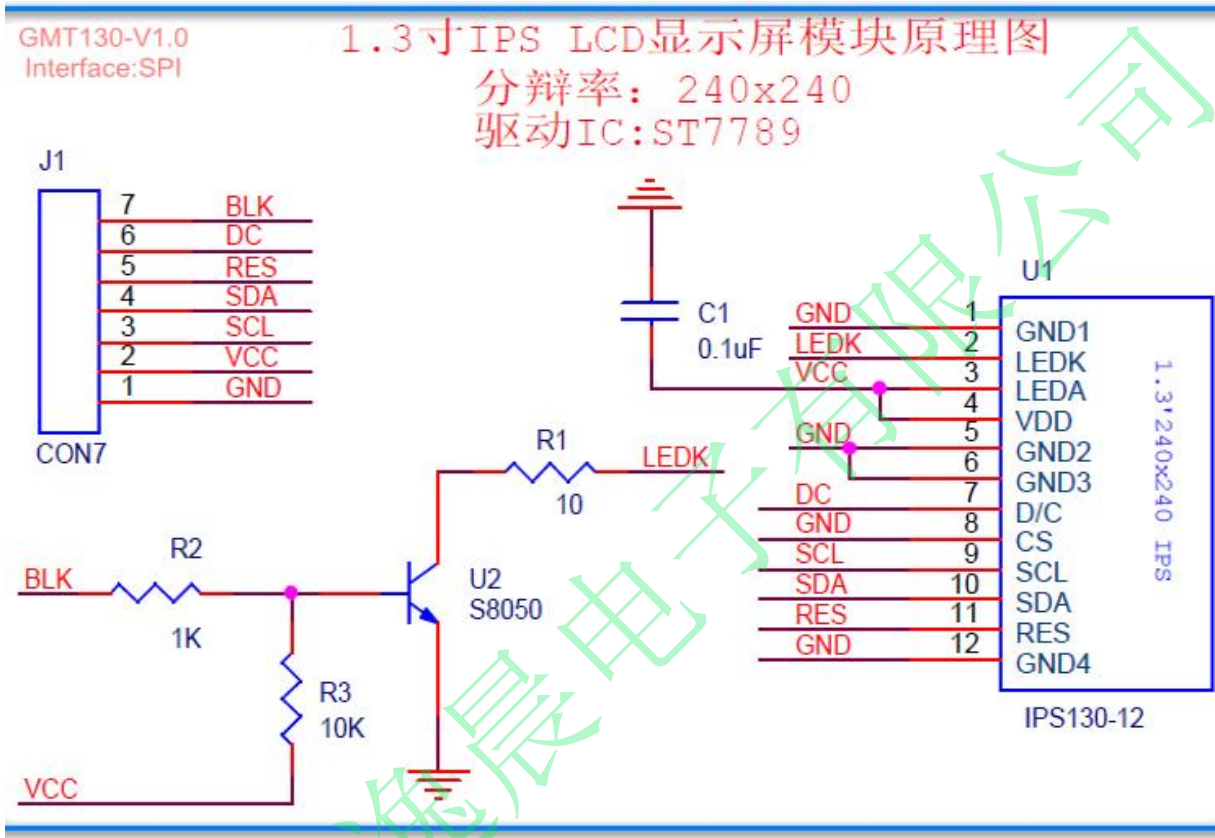 GMT130-V1.0
Interface:SPI
1.3寸IPS LCD显示屏模块原理图
分辩率: 240x240
驱动IC:ST7789
J1
7 BLK
6 DC
5 RES
4 SDA
3 SCL
2 VCC
1 GND
CON7
C1
0.1uF
U1
GND 1 GND1
LEDK 2 LEDK
VCC 3 LEDA
4 VDD
GND 5 GND2
6 GND3
DC 7 D/C
GND 8 CS
SCL 9 SCL
SDA 10 SDA
RES 11 RES
GND 12 GND4
1.3'240x240 IPS
IPS130-12
R1
10
LEDK
R2
BLK
1K
U2
S8050
R3
10K
VCC
逸晨电子有限公司